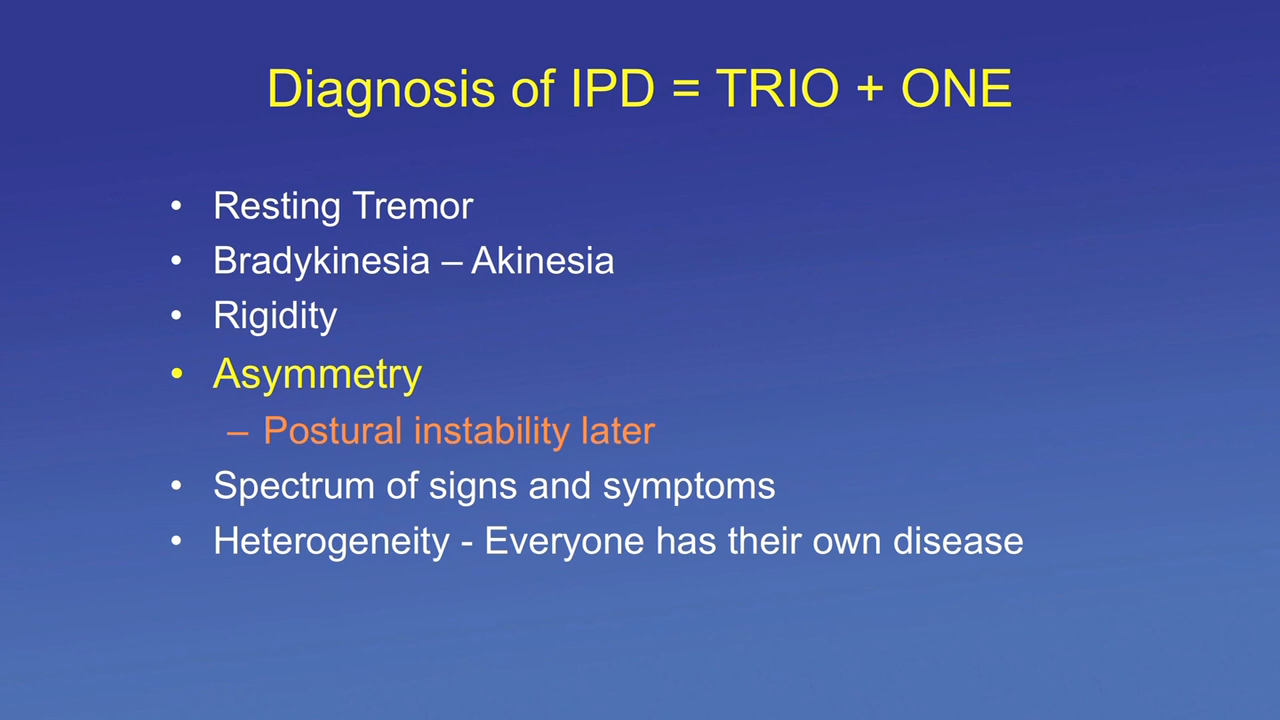 Diagnosis of IPD = TRIO + ONE
• Resting Tremor
• Bradykinesia – Akinesia
• Rigidity
• Asymmetry
– Postural instability later
• Spectrum of signs and symptoms
• Heterogeneity - Everyone has their own disease